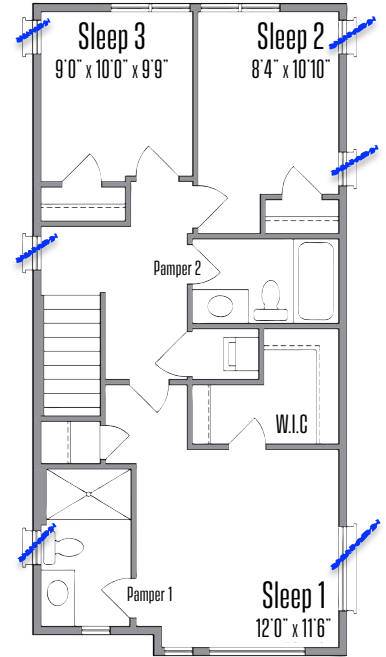 Sleep 3
9'0" x 10'0" x 9'9"
Sleep 2
8'4" x 10'10"
Pamper 2
W.I.C
Pamper 1
Sleep 1
12'0" x 11'6"